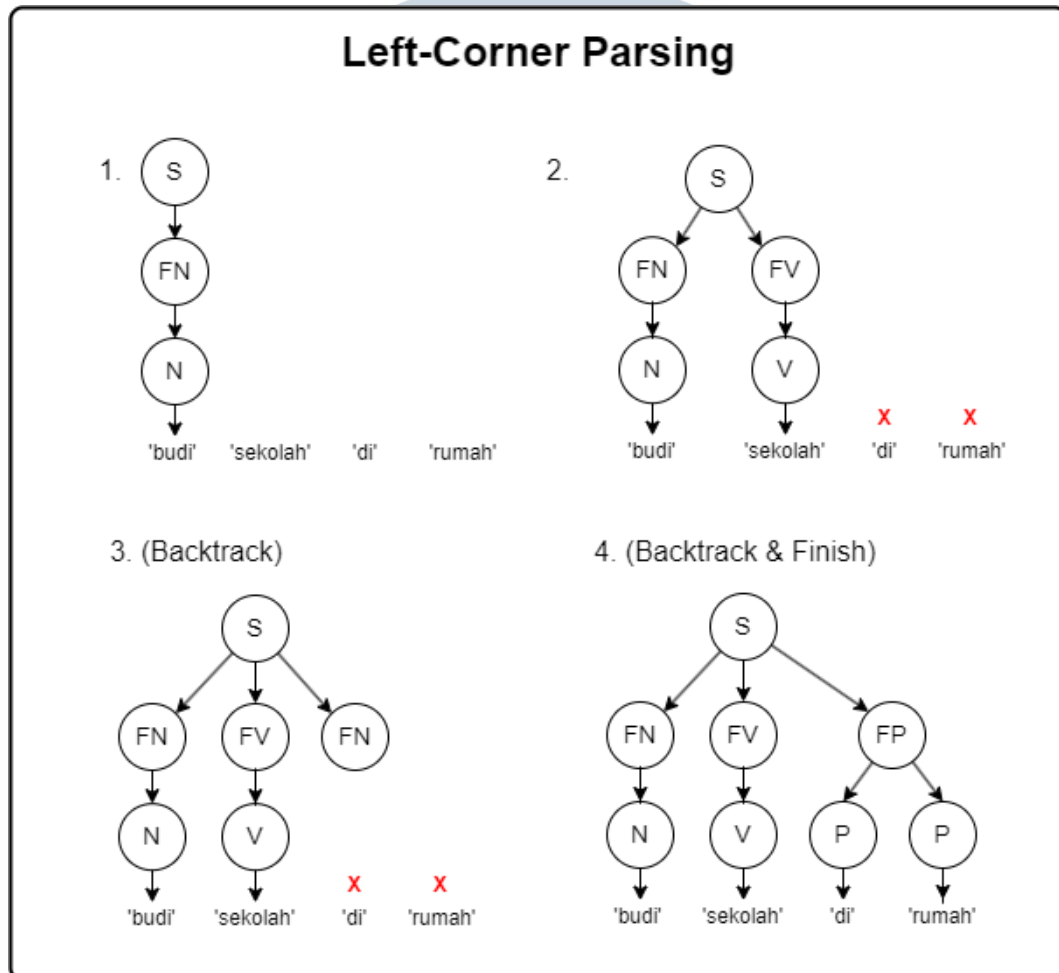 Left-Corner Parsing
1.
S
FN
N
'budi' 'sekolah' 'di' 'rumah'
2.
S
FN FV
N V
X X
'budi' 'sekolah' 'di' 'rumah'
3. (Backtrack)
S
FN FV FN
N V
X X
'budi' 'sekolah' 'di' 'rumah'
4. (Backtrack & Finish)
S
FN FV FP
N V P P
'budi' 'sekolah' 'di' 'rumah'